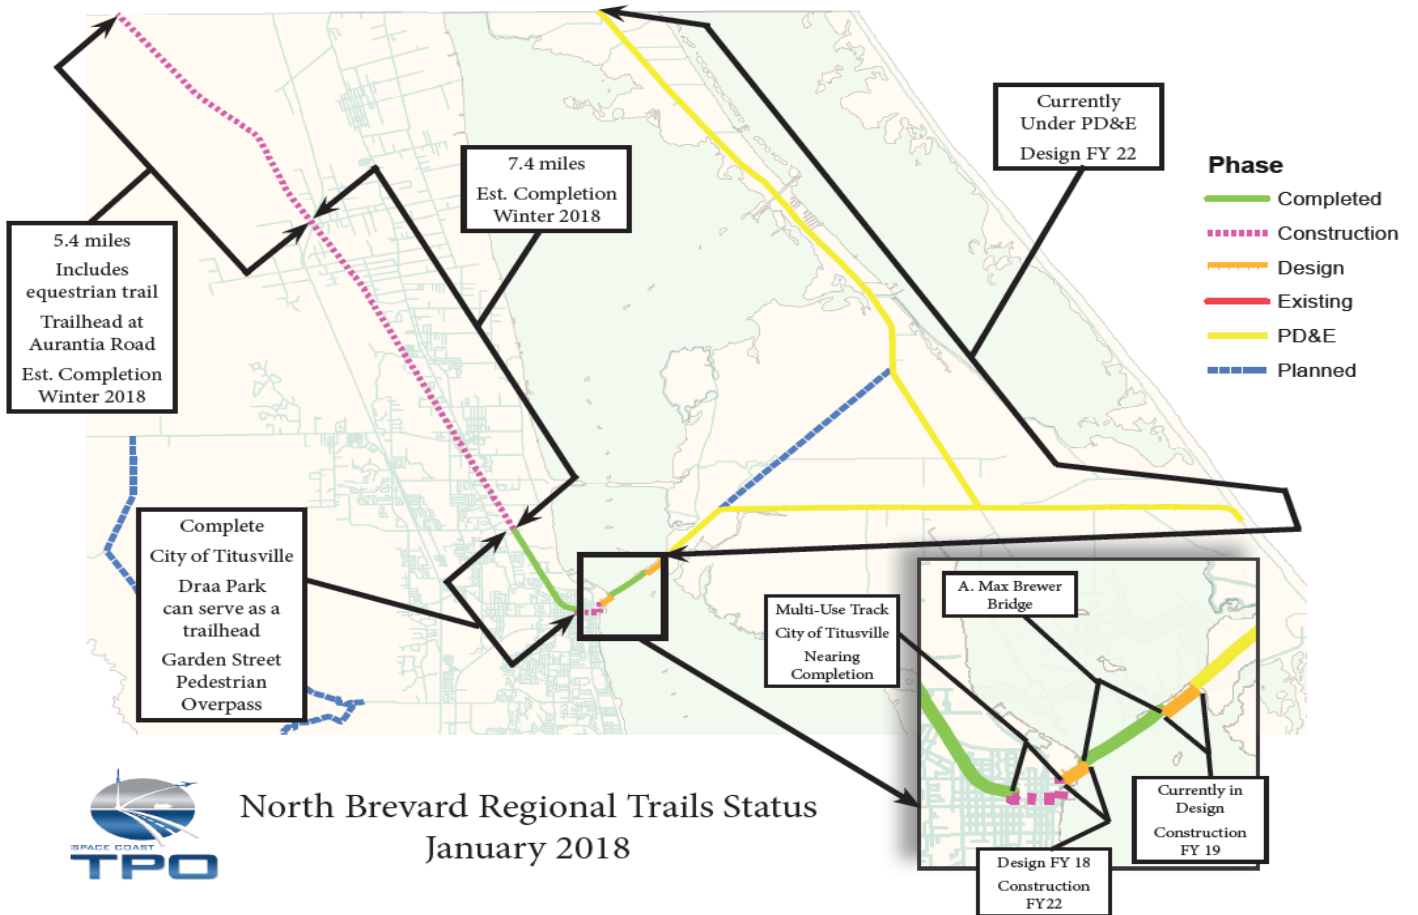 Currently
Under PD&E
Design FY 22
7.4 miles
Est. Completion
Winter 2018
Phase
Completed
Construction
Design
Existing
PD&E
Planned
5.4 miles
Includes
equestrian trail
Trailhead at
Aurantia Road
Est. Completion
Winter 2018
Complete
City of Titusville
Draa Park
can serve as a
trailhead
Garden Street
Pedestrian
Overpass
A. Max Brewer
Bridge
Multi-Use Track
City of Titusville
Nearing
Completion
Currently in
Design
Construction
FY 19
Design FY 18
Construction
FY22
North Brevard Regional Trails Status
January 2018
SPACE COAST
TPO